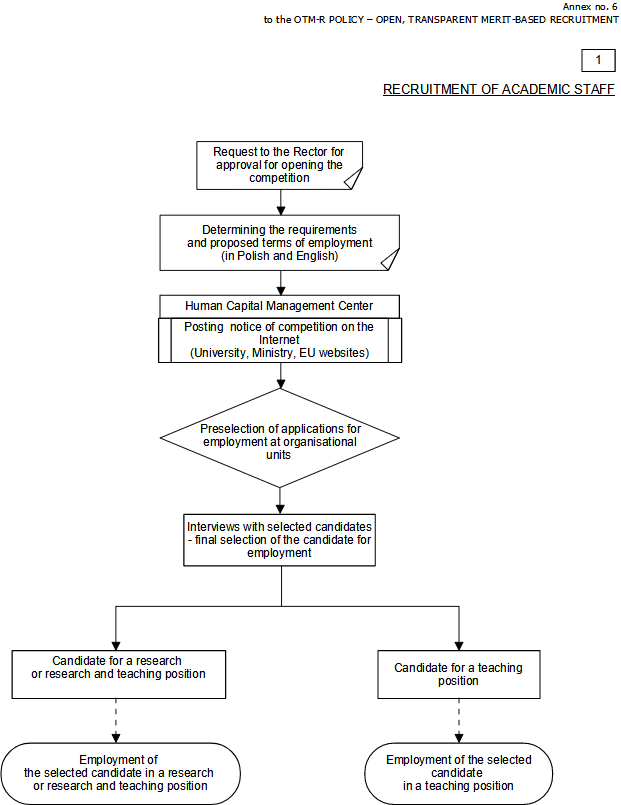 Annex no. 6
to the OTM-R POLICY – OPEN, TRANSPARENT MERIT-BASED RECRUITMENT
1
RECRUITMENT OF ACADEMIC STAFF
Request to the Rector for
approval for opening the
competition
Determining the requirements
and proposed terms of employment
(in Polish and English)
Human Capital Management Center
Posting notice of competition on the
Internet
(University, Ministry, EU websites)
Preselection of applications for
employment at organisational
units
Interviews with selected candidates
- final selection of the candidate for
employment
Candidate for a research
or research and teaching position
Candidate for a teaching
position
Employment of
the selected candidate in a research
or research and teaching position
Employment of the selected
candidate
in a teaching position